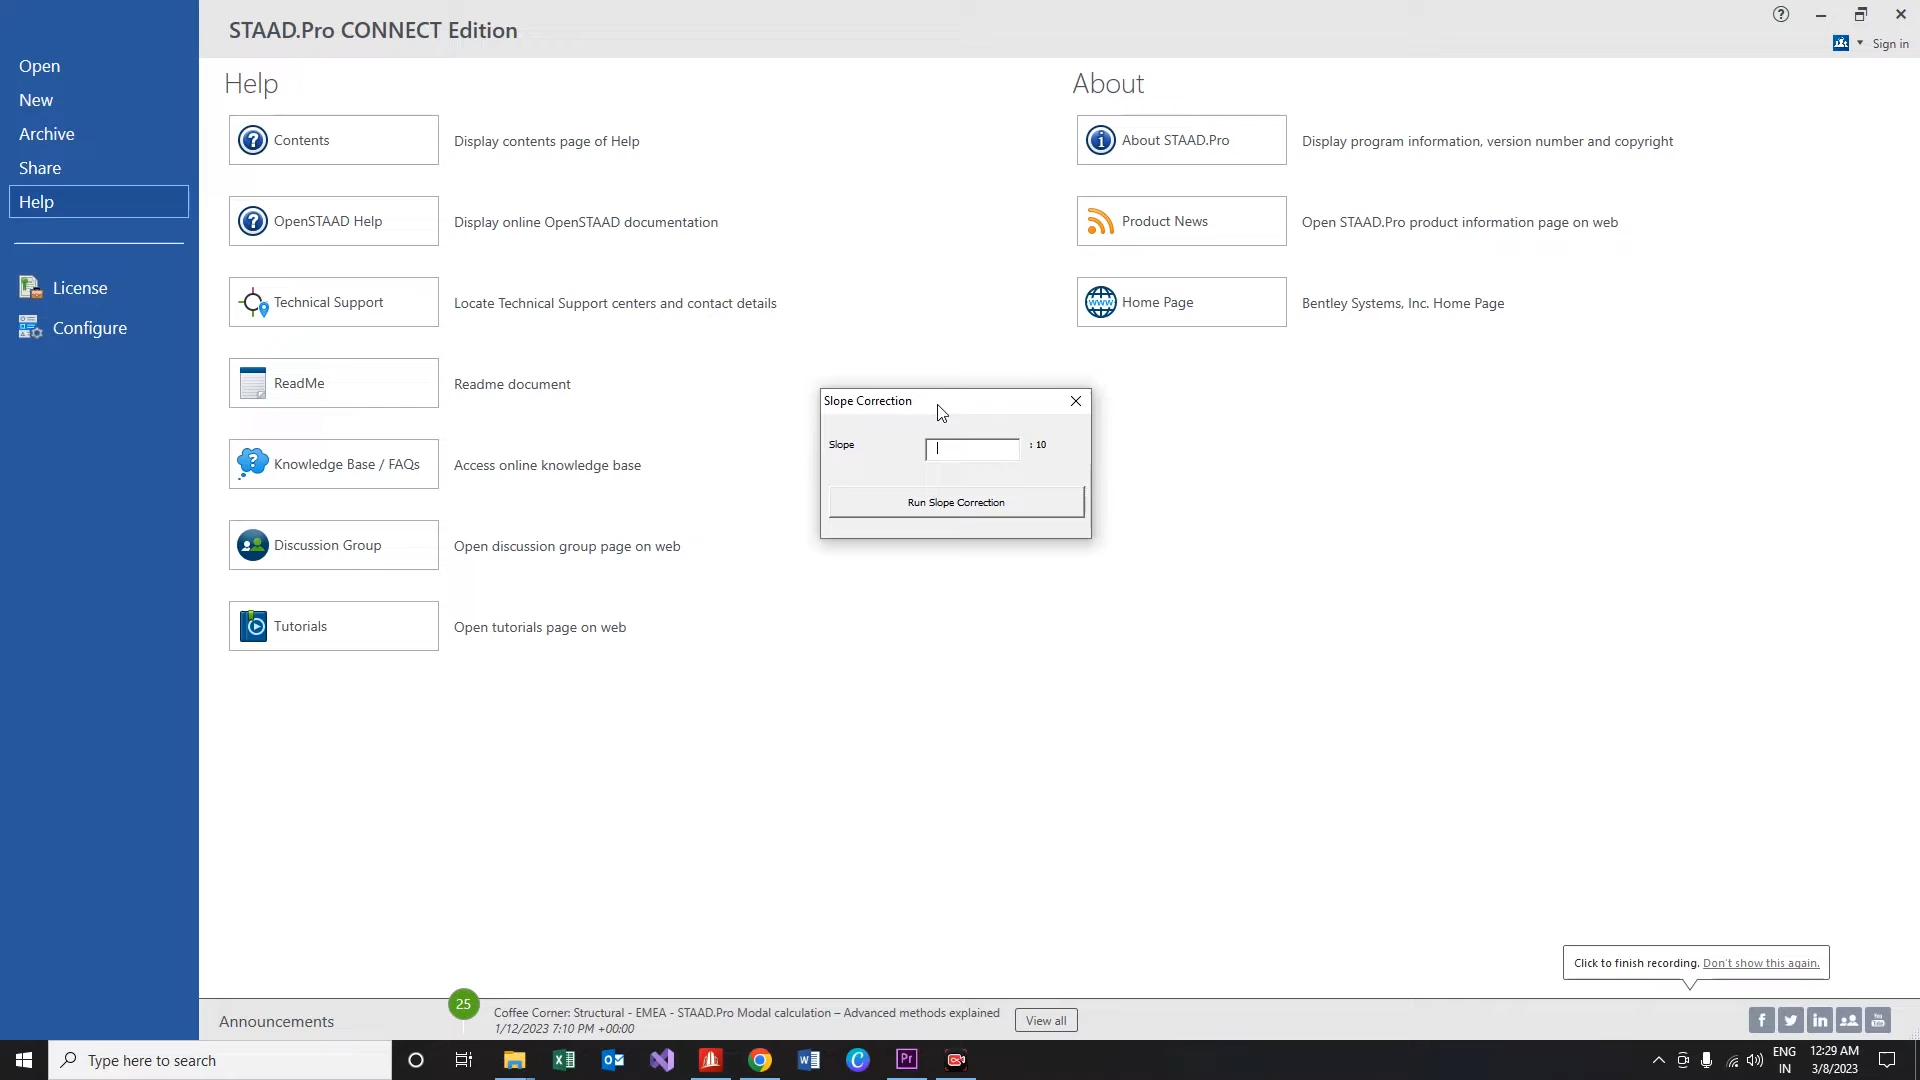 STAAD.Pro CONNECT Edition
Sign in
Open
New
Archive
Share
Help
License
Configure
Help
Contents
Display contents page of Help
OpenSTAAD Help
Display online OpenSTAAD documentation
Technical Support
Locate Technical Support centers and contact details
ReadMe
Readme document
Knowledge Base / FAQs
Access online knowledge base
Discussion Group
Open discussion group page on web
Tutorials
Open tutorials page on web
About
About STAAD.Pro
Display program information, version number and copyright
Product News
Open STAAD.Pro product information page on web
www
Home Page
Bentley Systems, Inc. Home Page
Slope Correction
Slope
: 10
Run Slope Correction
Click to finish recording. Don't show this again.
Announcements
25
Coffee Corner: Structural - EMEA - STAAD.Pro Modal calculation – Advanced methods explained
1/12/2023 7:10 PM +00:00
View all
Type here to search
Pr
ENG
IN
12:29 AM
3/8/2023